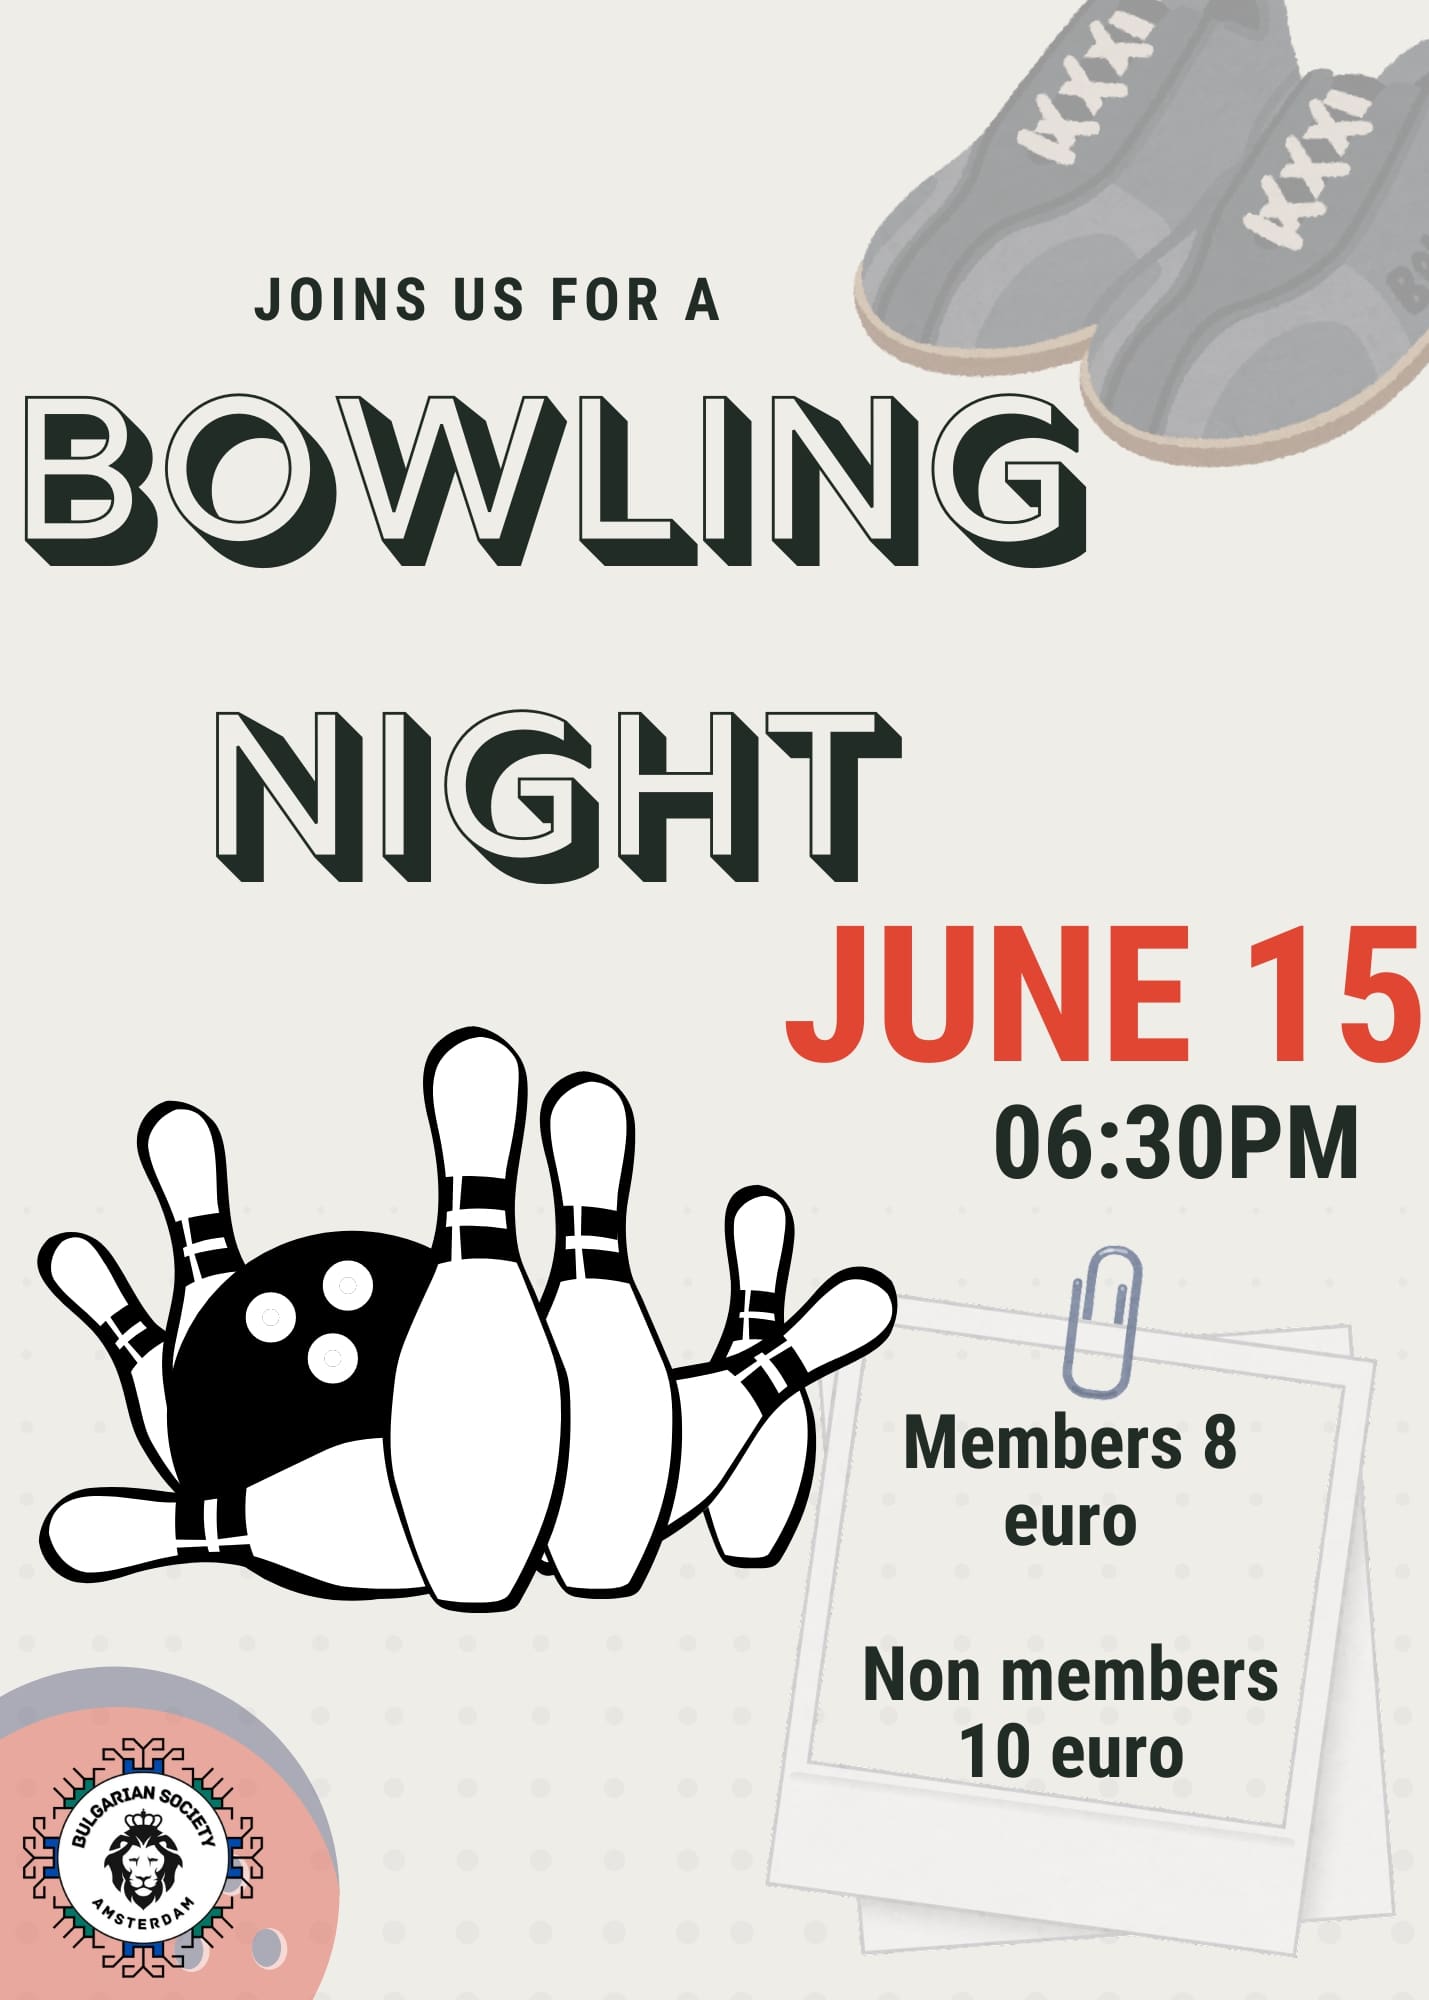 JOINS US FOR A
BOWLING
NIGHT
JUNE 15
06:30PM
Members 8
euro
Non members
10 euro
BULGARIAN SOCIETY
AMSTERDAM